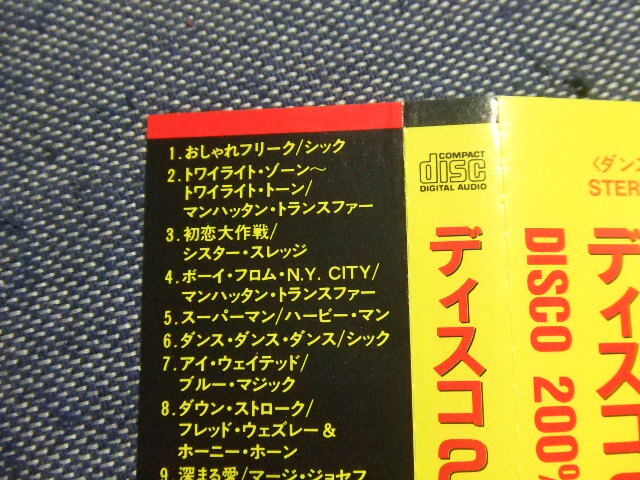 1.おしゃれフリーク/シック
2.トワイライト・ゾーン〜
トワイライト・トーン/
マンハッタン・トランスファー
3.初恋大作戦/
シスター・スレッジ
4.ボーイ・フロム・N.Y. CITY/
マンハッタン・トランスファー
5.スーパーマン/ハービー・マン
6.ダンス・ダンス・ダンス/シック
7.アイ・ウェイテッド/
ブルー・マジック
8.ダウン・ストローク/
フレッド・ウェズレー&
ホーニー・ホーン
9.深まる愛/マージ・ジョセフ
COMPACT
disc
DIGITAL AUDIO
ディスコ2
〈ダン
STER
ディスコ
DISCO 200%